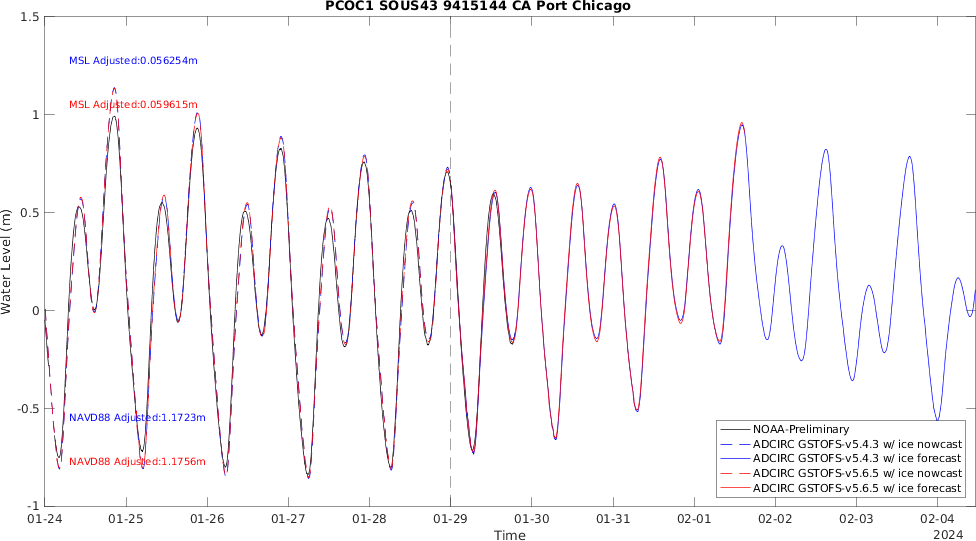 PCOC1 SOUS43 9415144 CA Port Chicago
1.5
1
0.5
0
-0.5
-1
Water Level (m)
MSL Adjusted:0.056254m
MSL Adjusted:0.059615m
NAVD88 Adjusted:1.1723m
NAVD88 Adjusted:1.1756m
NOAA-Preliminary
ADCIRC GSTOFS-v5.4.3 w/ ice nowcast
ADCIRC GSTOFS-v5.4.3 w/ ice forecast
ADCIRC GSTOFS-v5.6.5 w/ ice nowcast
ADCIRC GSTOFS-v5.6.5 w/ ice forecast
01-24 01-25 01-26 01-27 01-28 01-29 01-30 01-31 02-01 02-02 02-03 02-04
Time
2024